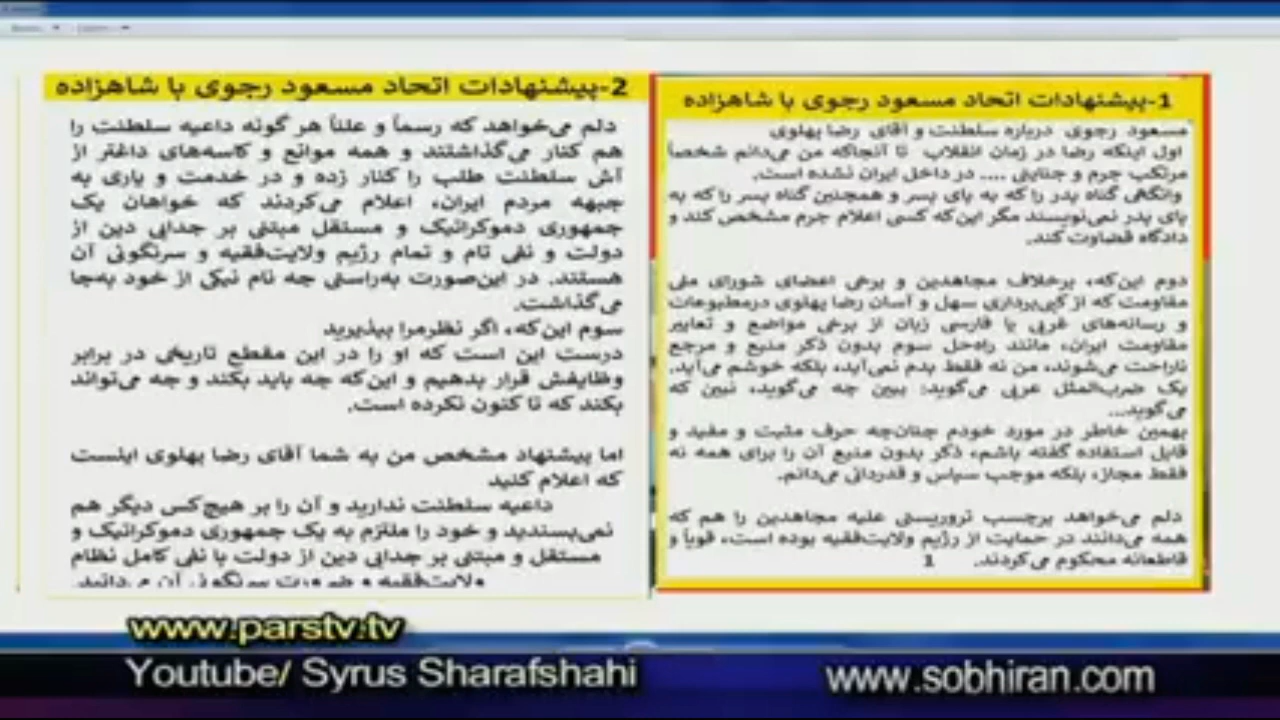 1-پیشنهادات اتحاد مسعود رجوی با شاهزاده
مسعود رجوی درباره سلطنت و آقای رضا پهلوی
اول اینکه رضا در زمان انقلاب تا آنجاکه من می‌دانم شخصاً
مرتکب جرم و جنایتی .... در داخل ایران نشده است.
وانگهی گناه پدر را که به پای پسر و همچنین گناه پسر را که به
پای پدر نمی‌نویسند مگر این‌که کسی اعلام جرم مشخص کند و
دادگاه قضاوت کند.
دوم این‌که، برخلاف مجاهدین و برخی اعضای شورای ملی
مقاومت که از کپی‌برداری سهل و آسان رضا پهلوی درمطبوعات
و رسانه‌های غربی یا فارسی زبان از برخی مواضع و تعابیر
مقاومت ایران، مانند راه‌حل سوم بدون ذکر منبع و مرجع
ناراحت می‌شوند، من نه فقط بدم نمی‌آید، بلکه خوشم می‌آید.
یک ضرب‌المثل عربی می‌گوید: ببین چه می‌گوید، نبین که
می‌گوید...
بهمین خاطر در مورد خودم چنان‌چه حرف مثبت و مفید و
قابل استفاده گفته باشم، ذکر بدون منبع آن را برای همه نه
فقط مجاز، بلکه موجب سپاس و قدردانی می‌دانم.
دلم می‌خواهد برچسب تروریستی علیه مجاهدین را هم که
همه می‌دانند در حمایت از رژیم ولایت‌فقیه بوده است، قویاً و
قاطعانه محکوم می‌کردند. 1
2-پیشنهادات اتحاد مسعود رجوی با شاهزاده
دلم می‌خواهد که رسماً و علناً هر گونه داعیه سلطنت را
هم کنار می‌گذاشتند و همه موانع و کاسه‌های داغتر از
آش سلطنت طلب را کنار زده و در خدمت و یاری به
جبهه مردم ایران، اعلام می‌کردند که خواهان یک
جمهوری دموکراتیک و مستقل مبتنی بر جدایی دین از
دولت و نفی تام و تمام رژیم ولایت‌فقیه و سرنگونی آن
هستند. در این‌صورت به‌راستی چه نام نیکی از خود به‌جا
می‌گذاشت.
سوم این‌که، اگر نظرمرا بپذیرید
درست این است که او را در این مقطع تاریخی در برابر
وظایفش قرار بدهیم و این‌که چه باید بکند و چه می‌تواند
بکند که تا کنون نکرده است.
اما پیشنهاد مشخص من به شما آقای رضا پهلوی اینست
که اعلام کنید
داعیه سلطنت ندارید و آن را بر هیچ‌کس دیگر هم
نمی‌پسندید و خود را ملتزم به یک جمهوری دموکراتیک و
مستقل و مبتنی بر جدایی دین از دولت با نفی کامل نظام
ولایت‌فقیه و ضرورت سرنگونی آن می‌دانید.
www.parstv.tv
Youtube/ Syrus Sharafshahi
www.sobhiran.com